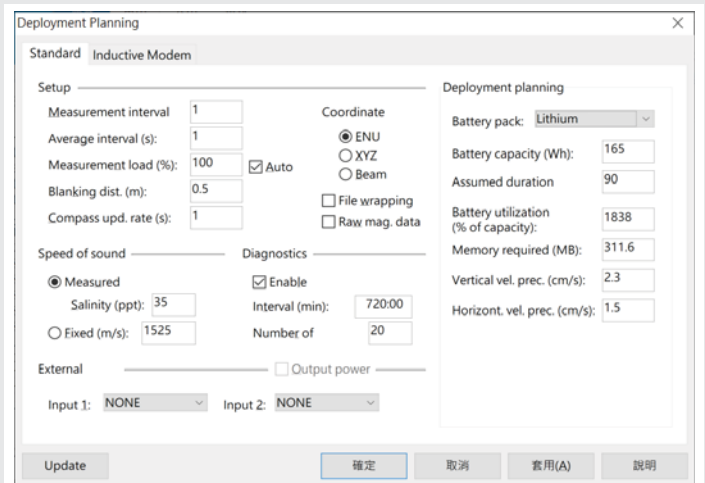 Deployment Planning
Standard Inductive Modem
Setup
Measurement interval 1
Average interval (s): 1
Measurement load (%): 100 Auto
Blanking dist. (m): 0.5
Compass upd. rate (s): 1
Coordinate
ENU
XYZ
Beam
File wrapping
Raw mag. data
Speed of sound
Measured
Salinity (ppt): 35
Fixed (m/s): 1525
Diagnostics
Enable
Interval (min): 720:00
Number of 20
External Output power
Input 1: NONE Input 2: NONE
Deployment planning
Battery pack: Lithium
Battery capacity (Wh): 165
Assumed duration 90
Battery utilization
(% of capacity): 1838
Memory required (MB): 311.6
Vertical vel. prec. (cm/s): 2.3
Horizont. vel. prec. (cm/s): 1.5
Update 確定 取消 套用(A) 說明